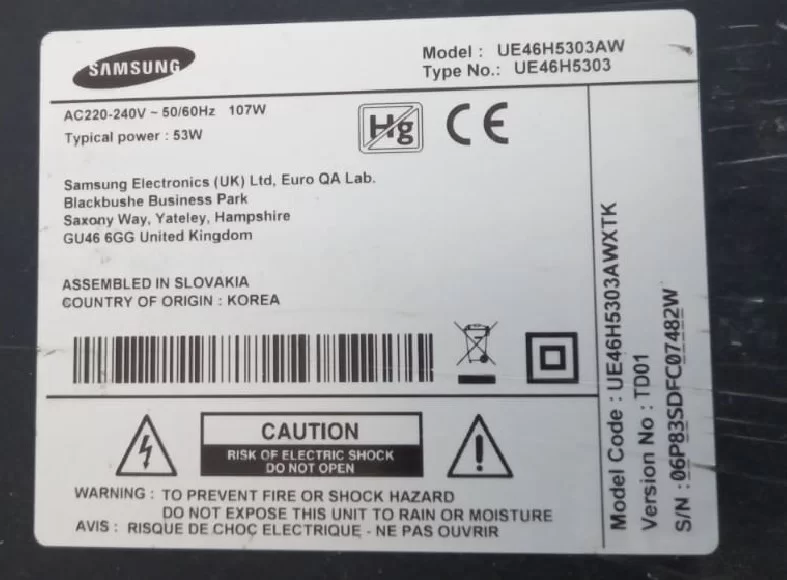 SAMSUNG
Model : UE46H5303AW
Type No.: UE46H5303
AC220-240V ~ 50/60Hz 107W
Typical power : 53W
Hg
CE
Samsung Electronics (UK) Ltd, Euro QA Lab.
Blackbushe Business Park
Saxony Way, Yateley, Hampshire
GU46 6GG United Kingdom
ASSEMBLED IN SLOVAKIA
COUNTRY OF ORIGIN : KOREA
CAUTION
RISK OF ELECTRIC SHOCK
DO NOT OPEN
WARNING : TO PREVENT FIRE OR SHOCK HAZARD
DO NOT EXPOSE THIS UNIT TO RAIN OR MOISTURE
AVIS : RISQUE DE CHOC ELECTRIQUE - NE PAS OUVRIR
Model Code : UE46H5303AWXTK
Version No : TD01
S/N : 06P83SDFC07482W